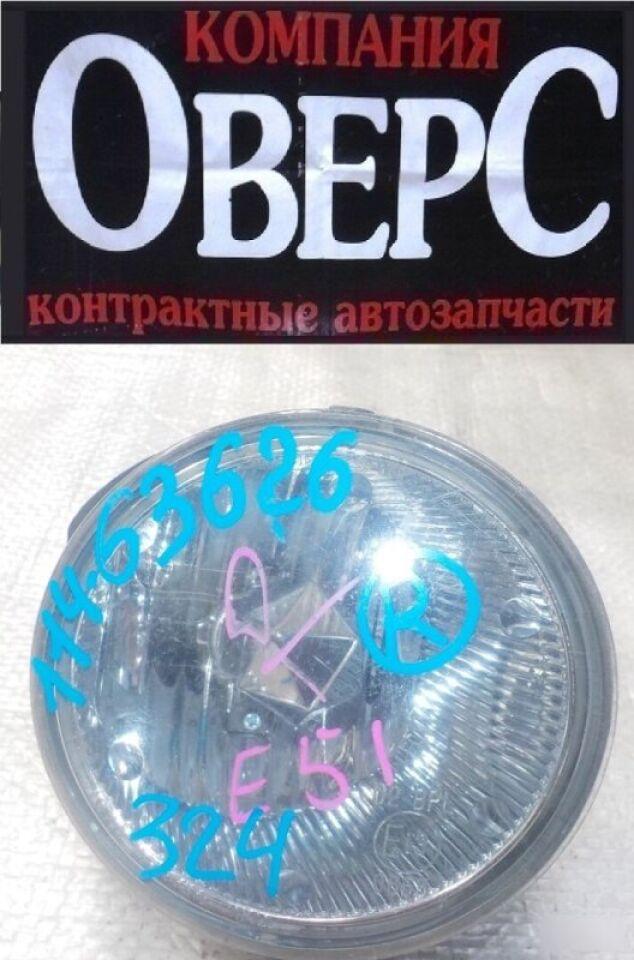 КОМПАНИЯ
ОВЕРС
контрактные автозапчасти
114-63626
R
R
E51
324